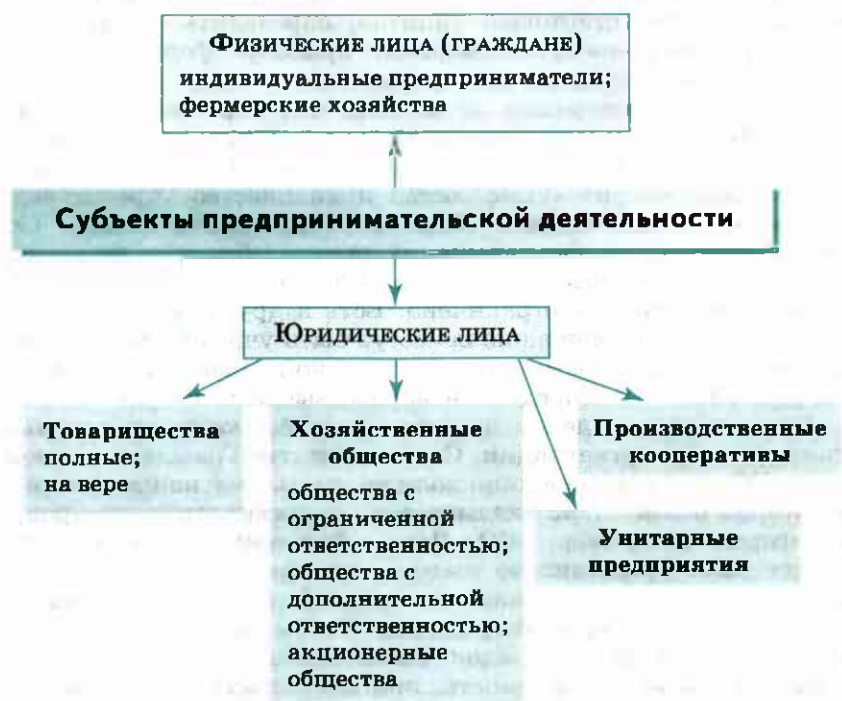 Физические лица (граждане)
индивидуальные предприниматели;
фермерские хозяйства
Субъекты предпринимательской деятельности
Юридические лица
Товарищества
полные;
на вере
Хозяйственные
общества
общества с
ограниченной
ответственностью;
общества с
дополнительной
ответственностью;
акционерные
общества
Производственные
кооперативы
Унитарные
предприятия